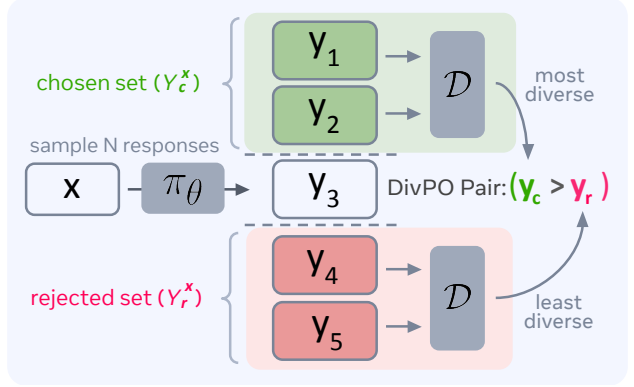 y₁
chosen set (Y_c^x)
D
most
diverse
y₂
sample N responses
x
π_θ
y₃
DivPO Pair: (y_c > y_r)
y₄
rejected set (Y_r^x)
D
least
diverse
y₅